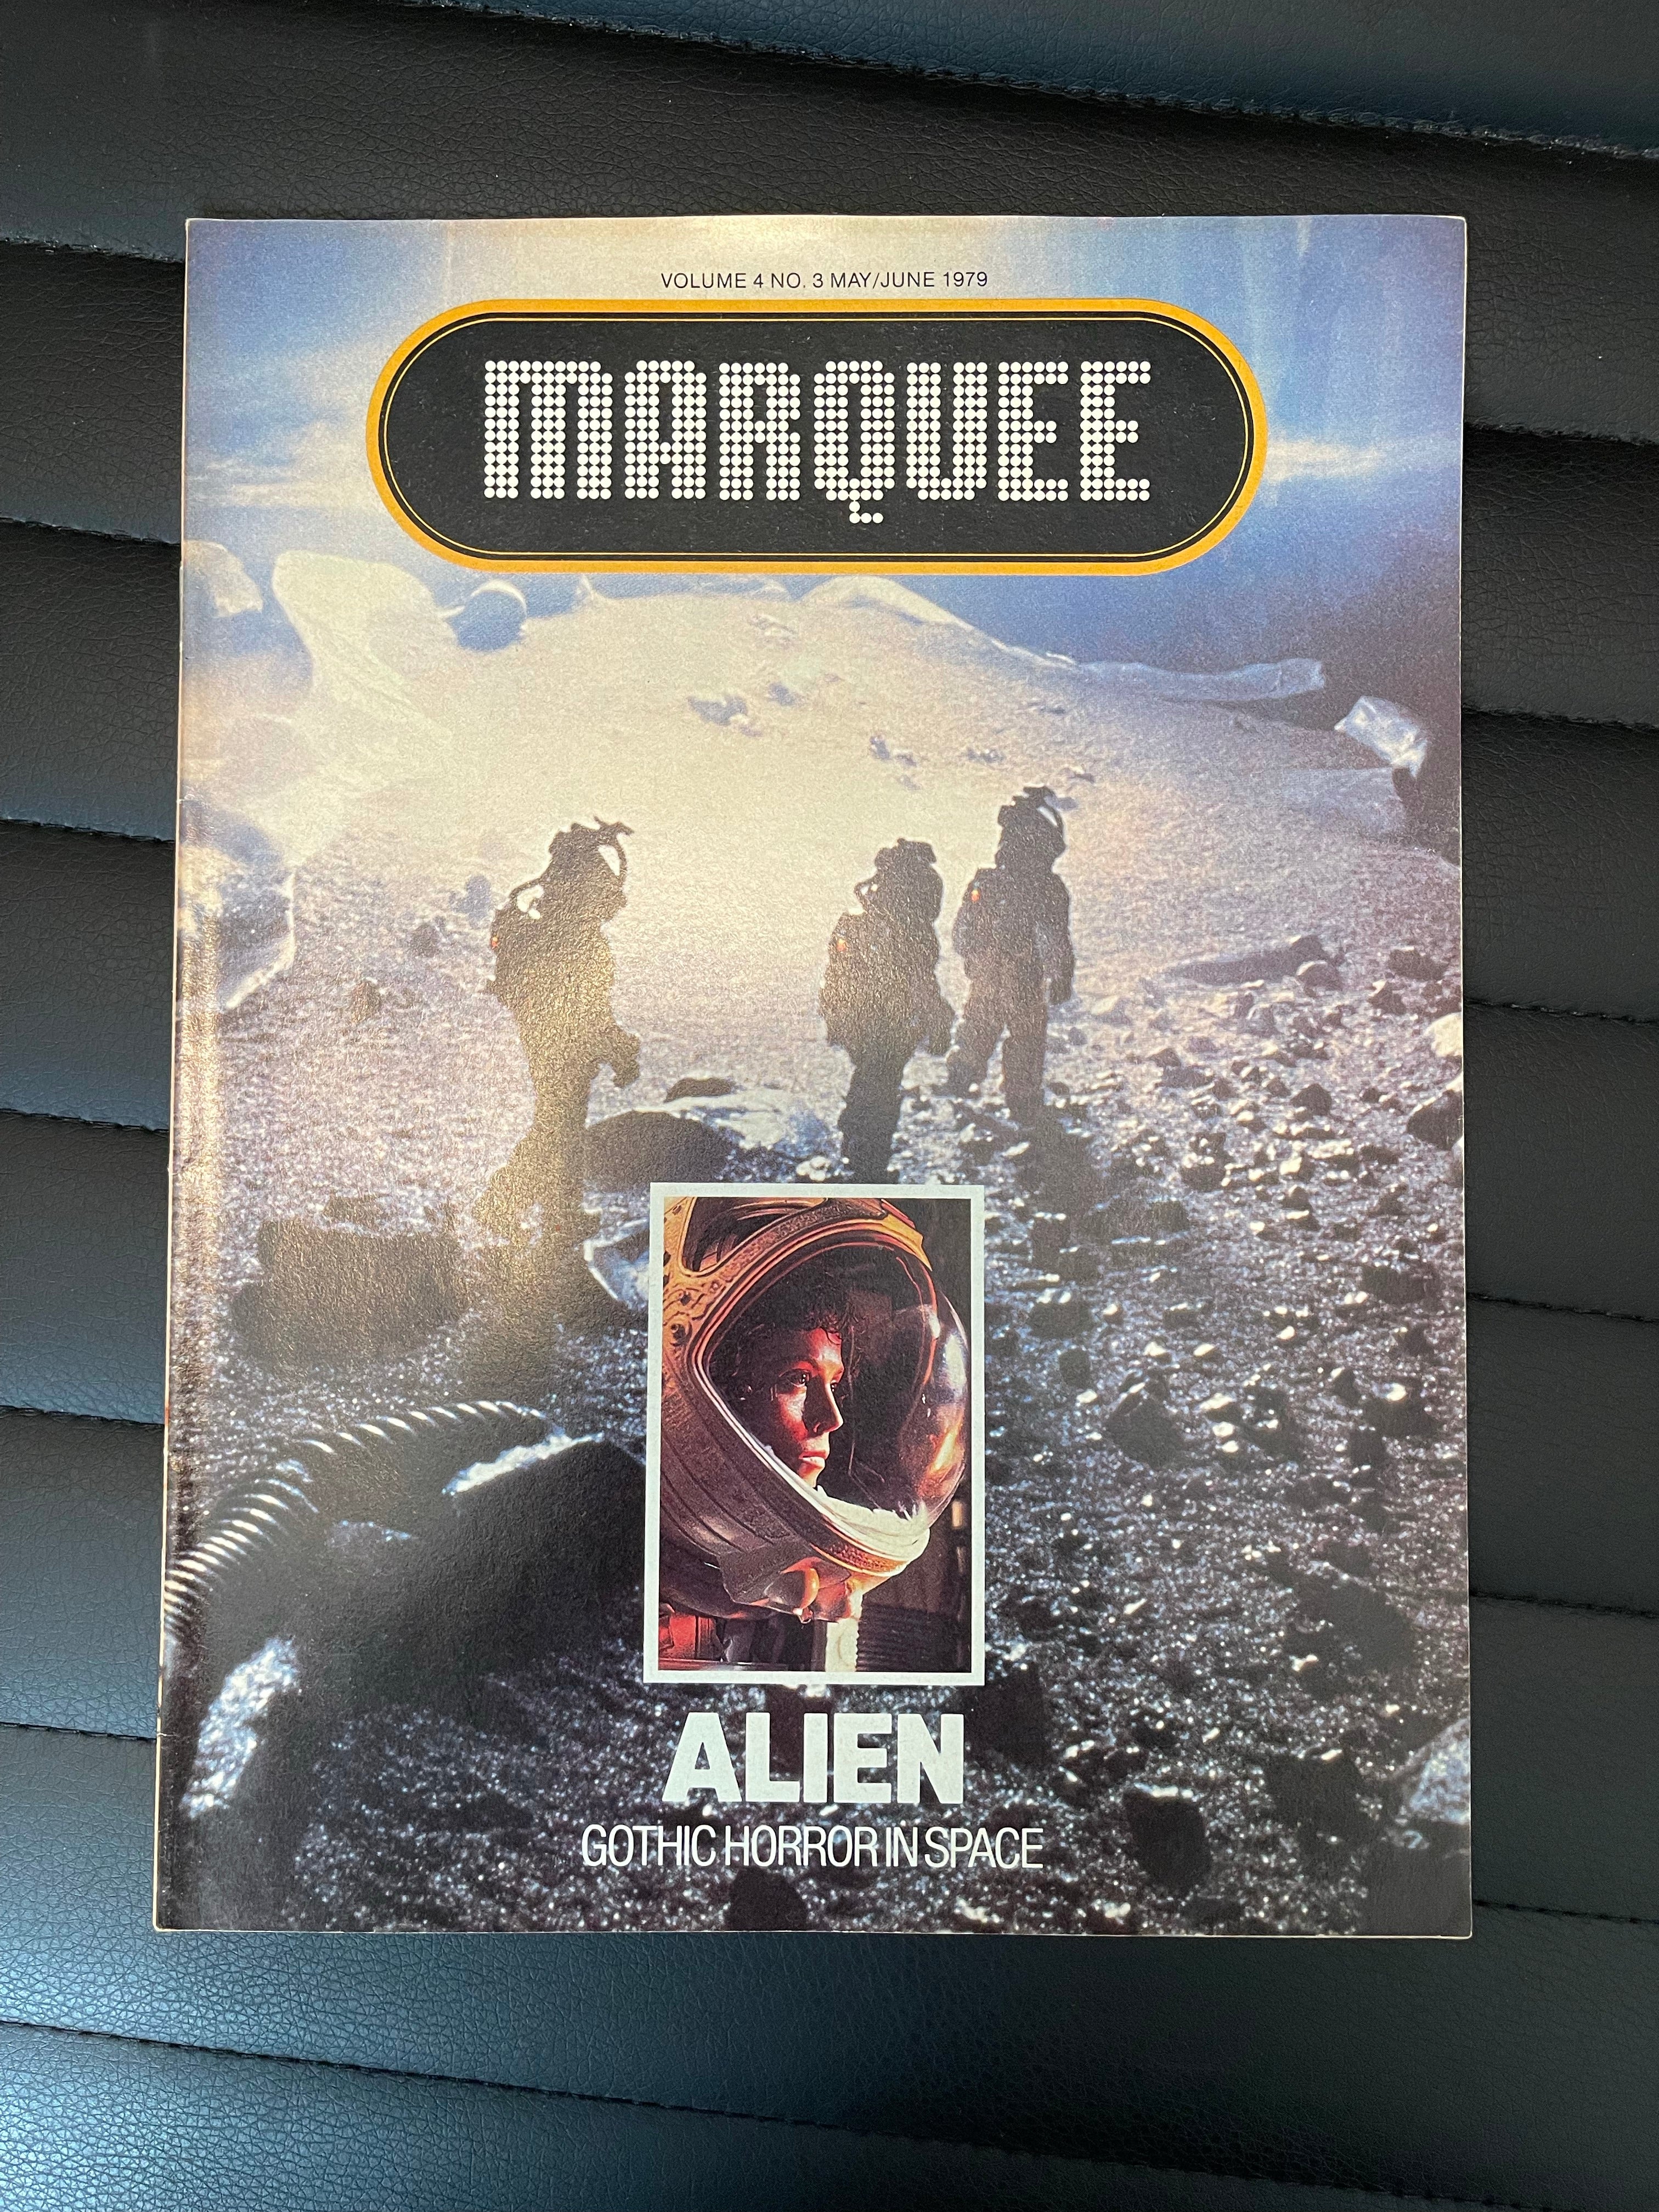 VOLUME 4 NO. 3 MAY/JUNE 1979
MARQUEE
ALIEN
GOTHIC HORROR IN SPACE